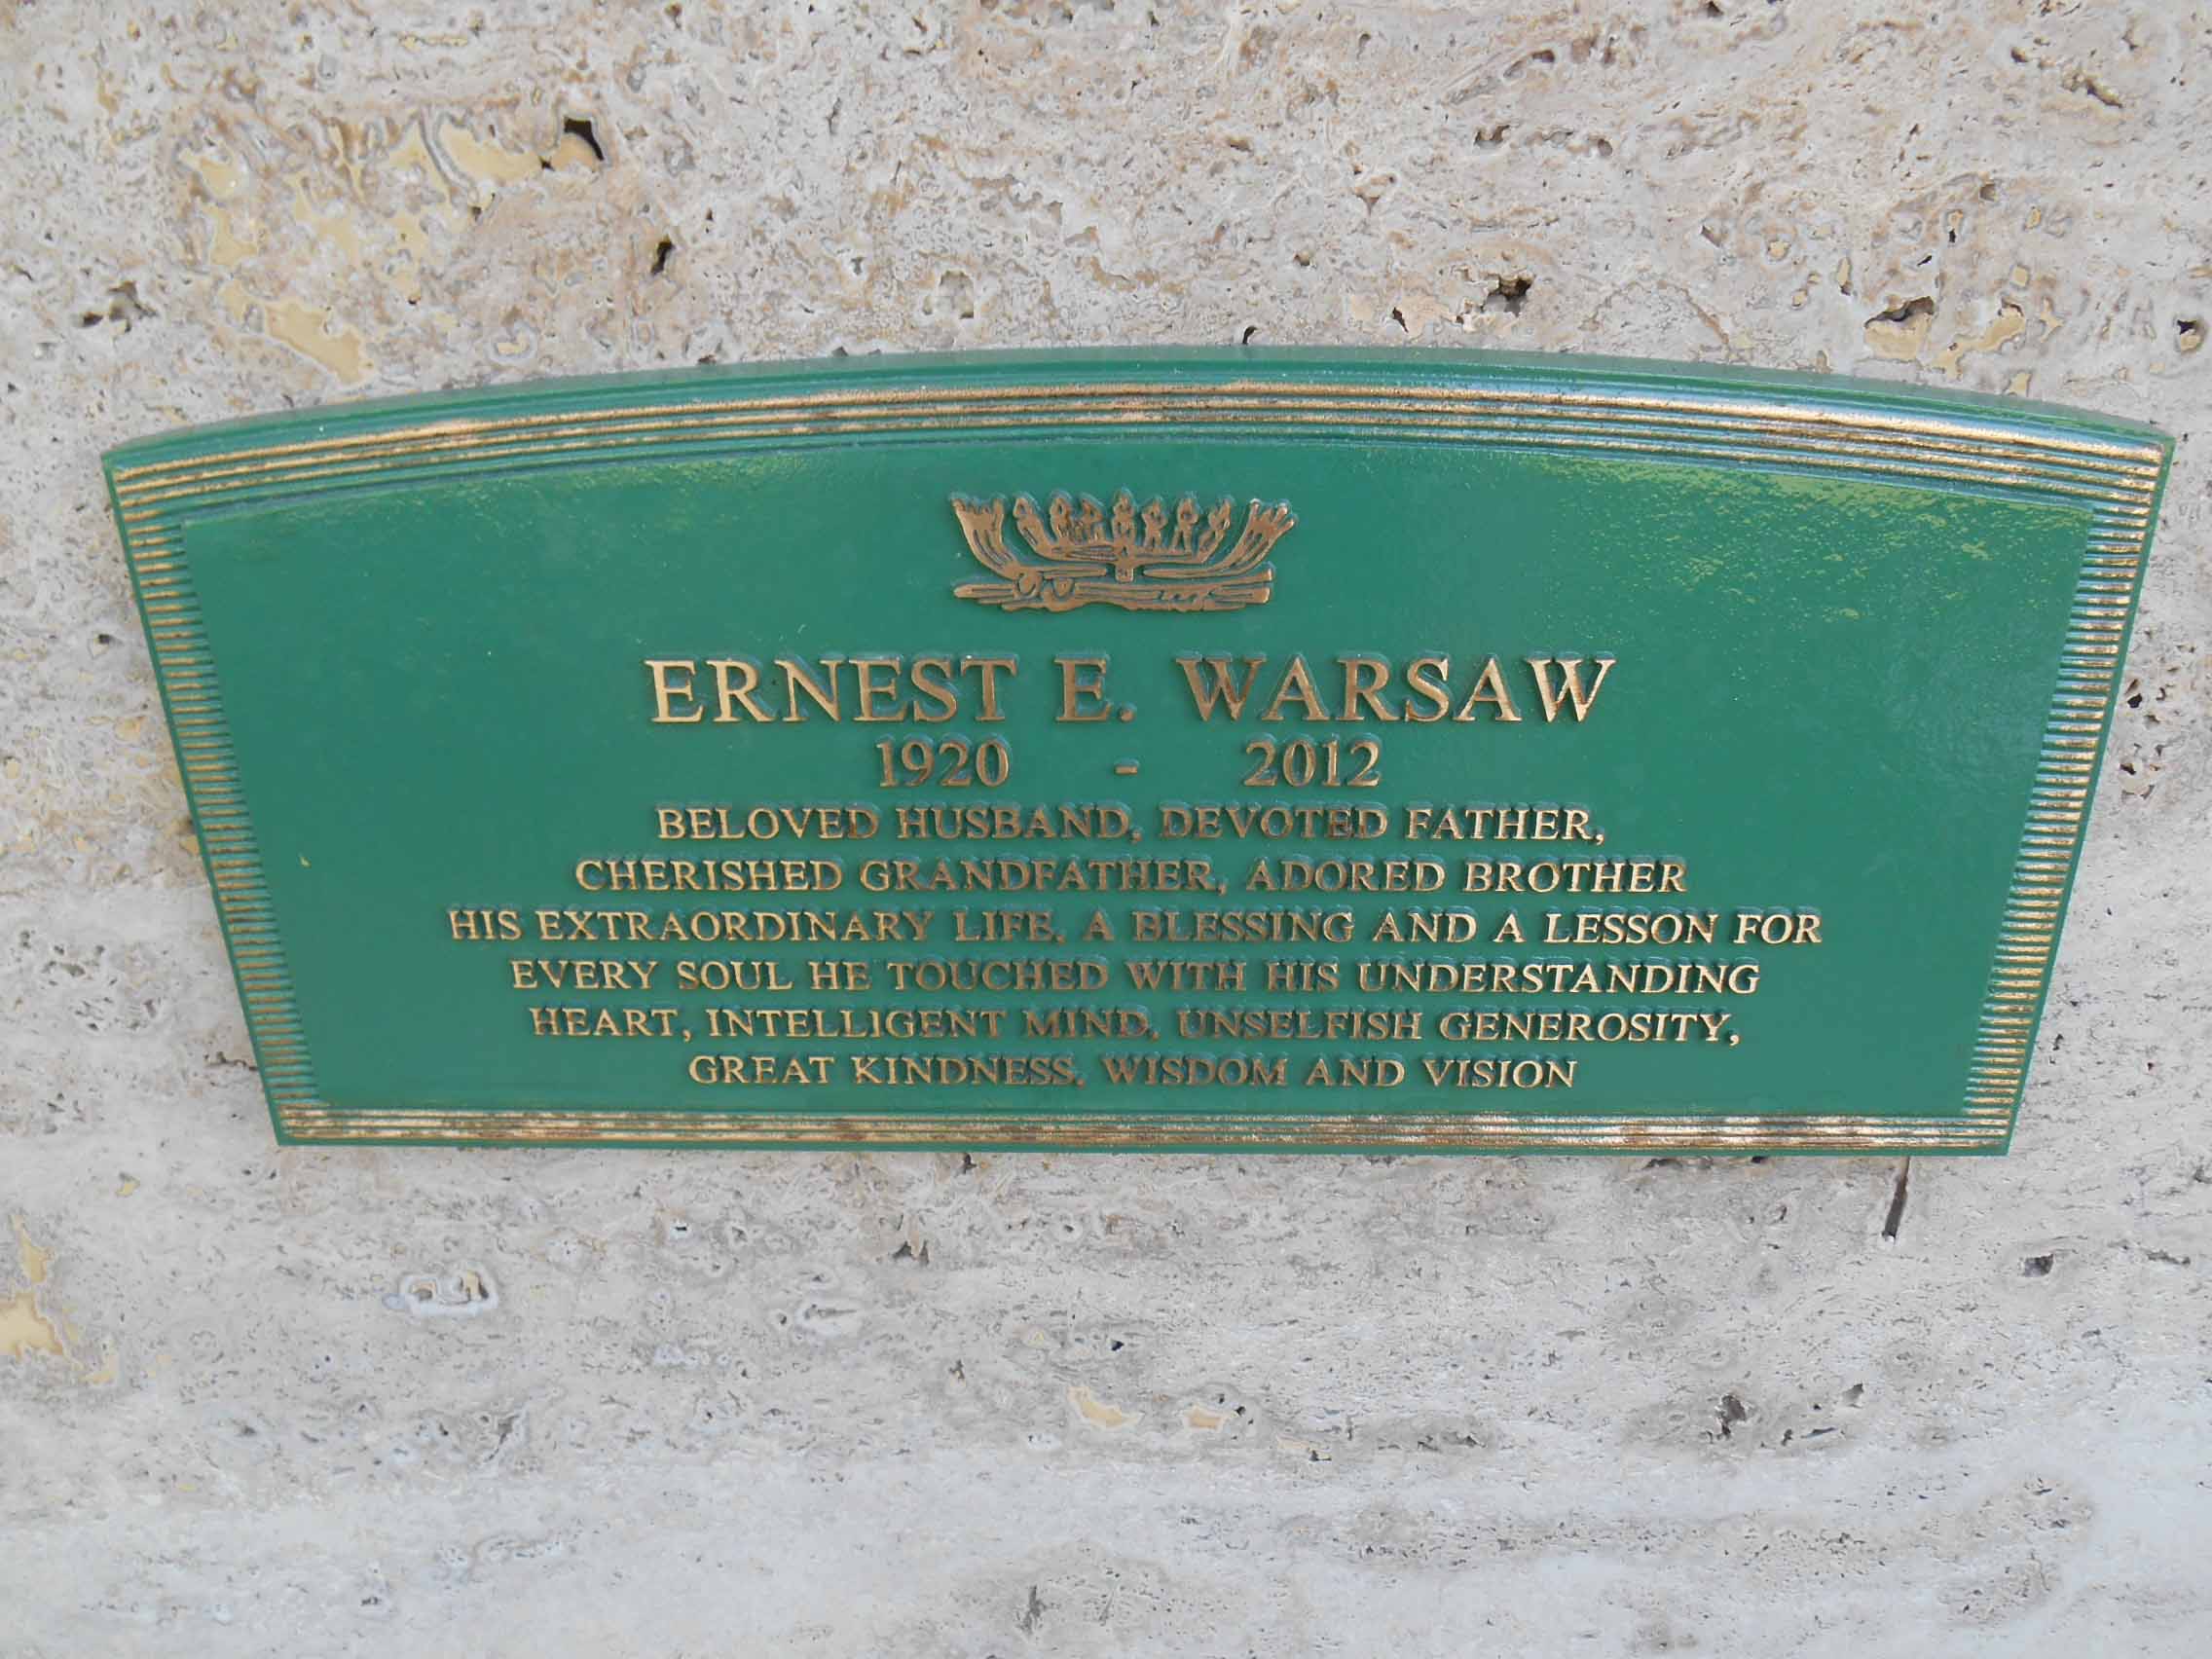 ERNEST E. WARSAW
1920 - 2012
BELOVED HUSBAND, DEVOTED FATHER,
CHERISHED GRANDFATHER, ADORED BROTHER
HIS EXTRAORDINARY LIFE, A BLESSING AND A LESSON FOR
EVERY SOUL HE TOUCHED WITH HIS UNDERSTANDING
HEART, INTELLIGENT MIND, UNSELFISH GENEROSITY,
GREAT KINDNESS, WISDOM AND VISION